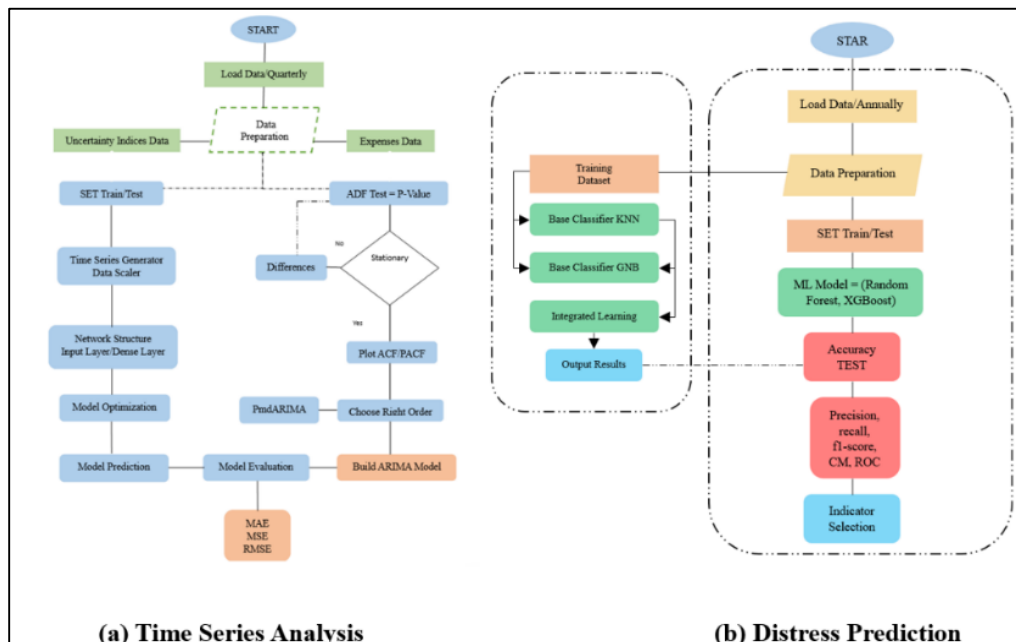 START
Load Data/Quarterly
Data
Preparation
Uncertainty Indices Data
Expenses Data
SET Train/Test
ADF Test = P-Value
Time Series Generator
Data Scaler
Differences
No
Stationary
Yes
Network Structure
Input Layer/Dense Layer
Plot ACF/PACF
Model Optimization
PmdARIMA
Choose Right Order
Model Prediction
Model Evaluation
Build ARIMA Model
MAE
MSE
RMSE
(a) Time Series Analysis
STAR
Load Data/Annually
Training
Dataset
Data Preparation
Base Classifier KNN
SET Train/Test
Base Classifier GNB
ML Model = (Random
Forest, XGBoost)
Integrated Learning
Output Results
Accuracy
TEST
Precision,
recall,
f1-score,
CM, ROC
Indicator
Selection
(b) Distress Prediction